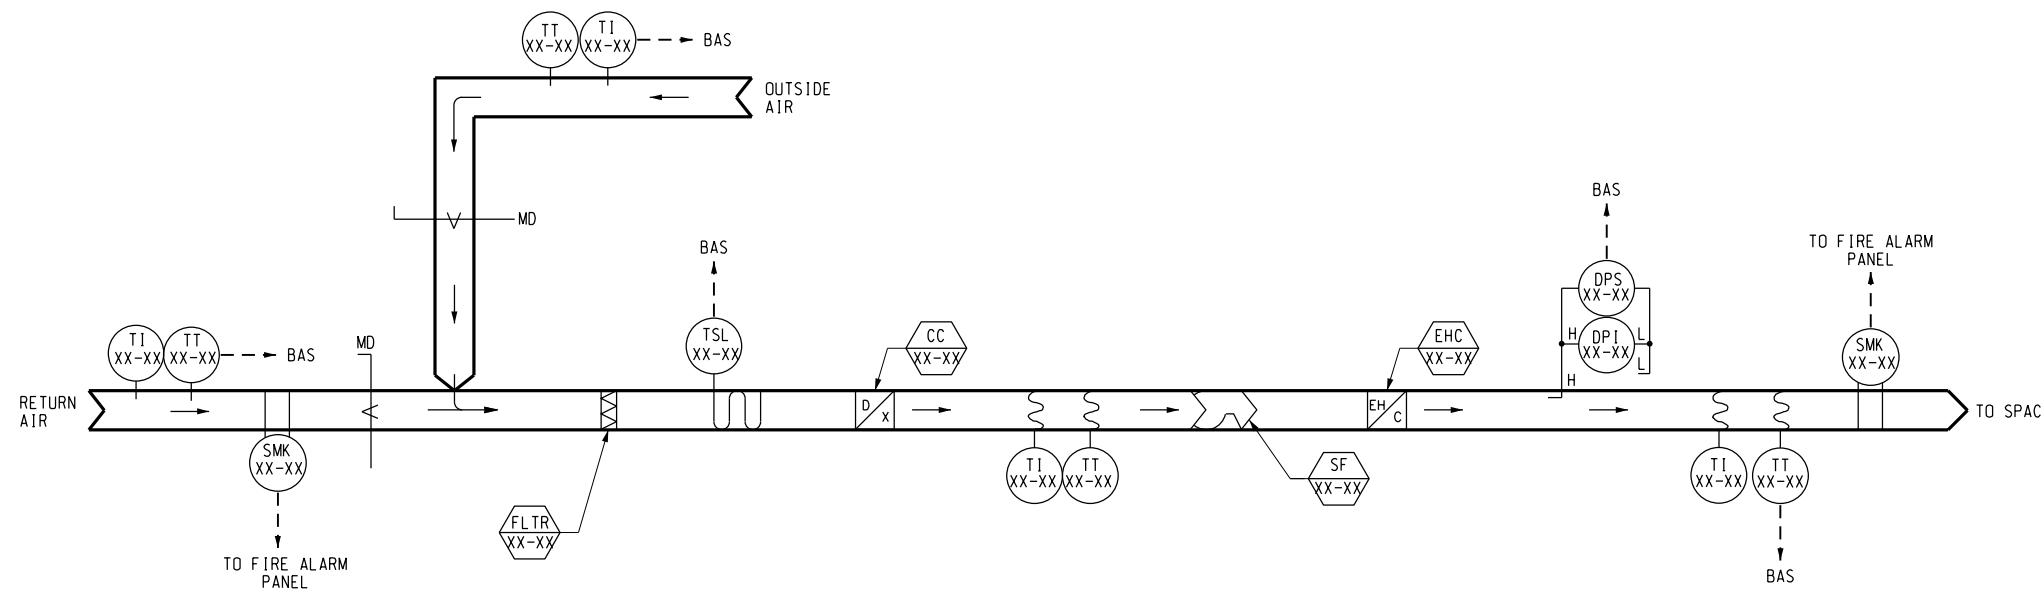 TT
XX-XX
TI
XX-XX
BAS
OUTSIDE
AIR
MD
BAS
TO FIRE ALARM
PANEL
BAS
DPS
XX-XX
H
DPI
XX-XX
L
L
H
TI
XX-XX
TT
XX-XX
BAS
MD
TSL
XX-XX
CC
XX-XX
EHC
XX-XX
SMK
XX-XX
RETURN
AIR
D
X
EH
C
TO SPAC
SMK
XX-XX
TI
XX-XX
TT
XX-XX
SF
XX-XX
TI
XX-XX
TT
XX-XX
FLTR
XX-XX
TO FIRE ALARM
PANEL
BAS